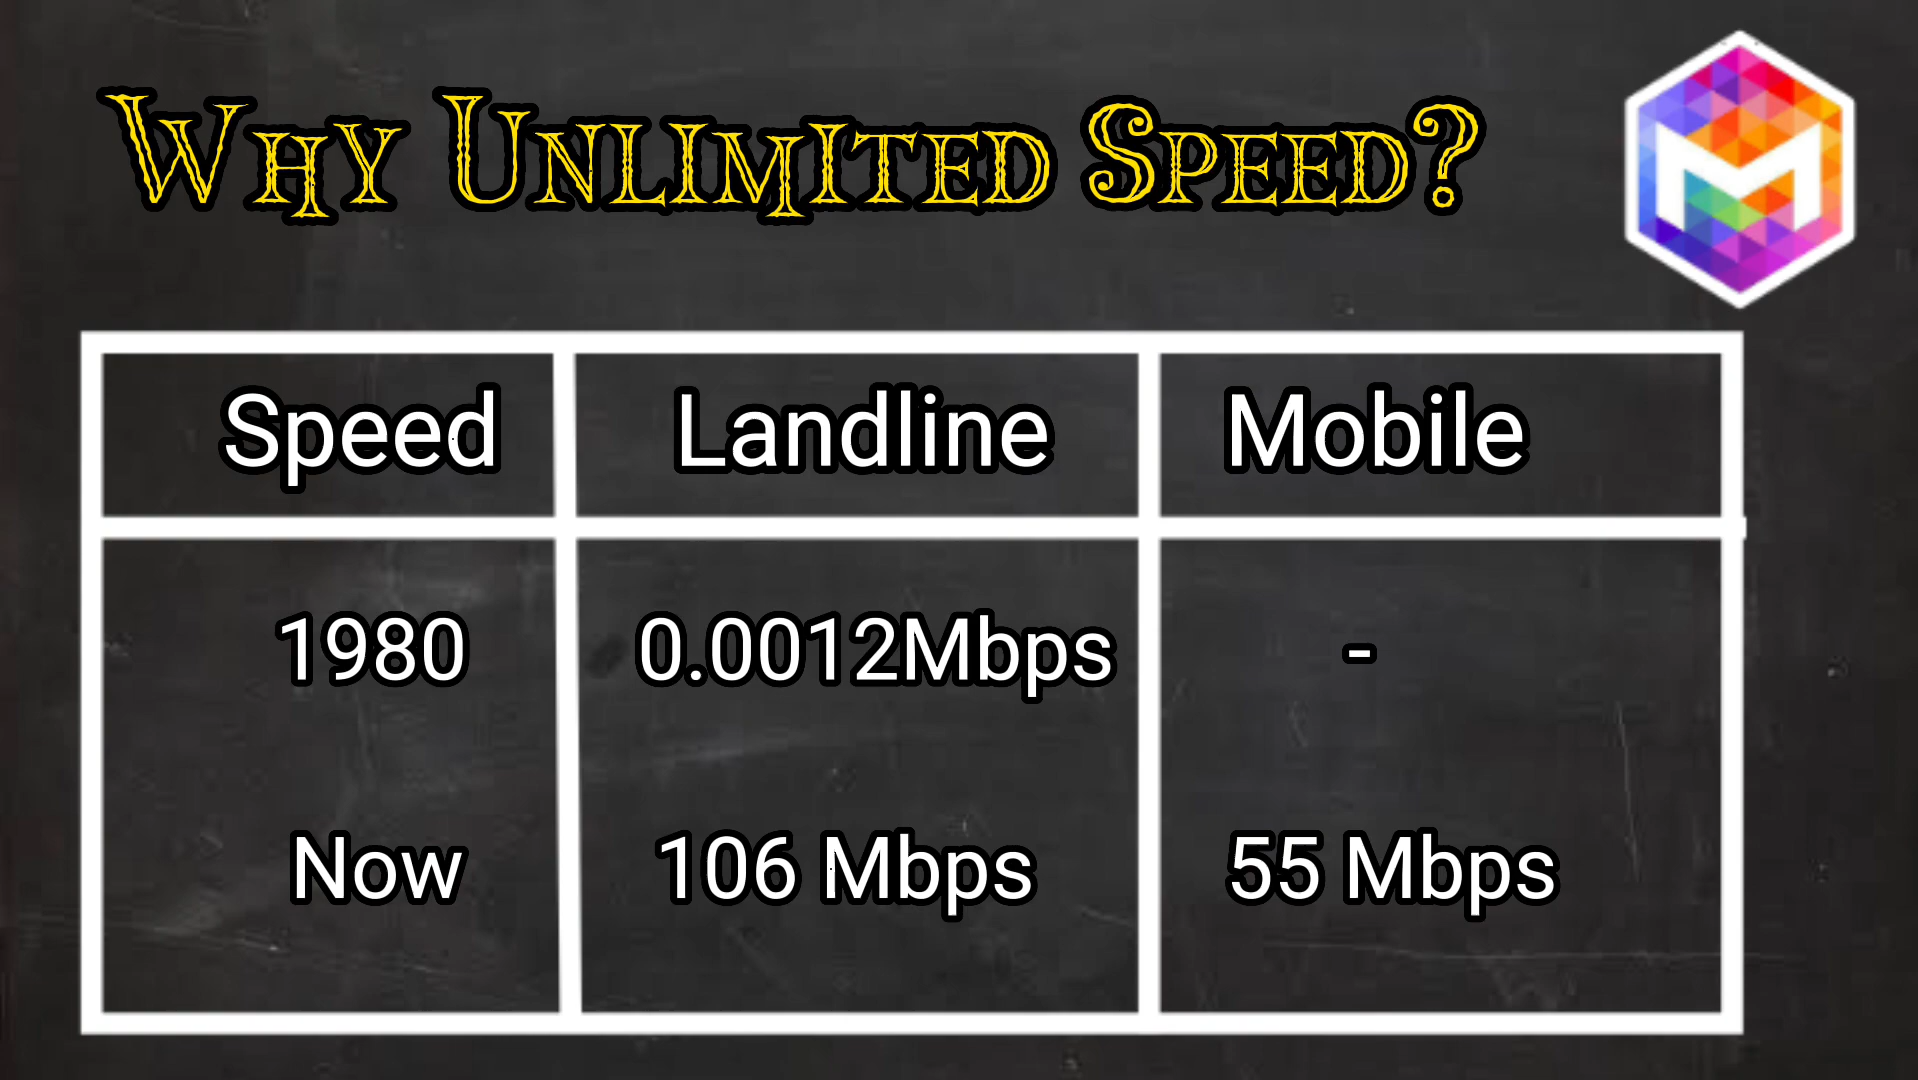 Why Unlimited Speed?
M
Speed Landline Mobile
1980 0.0012Mbps -
Now 106 Mbps 55 Mbps